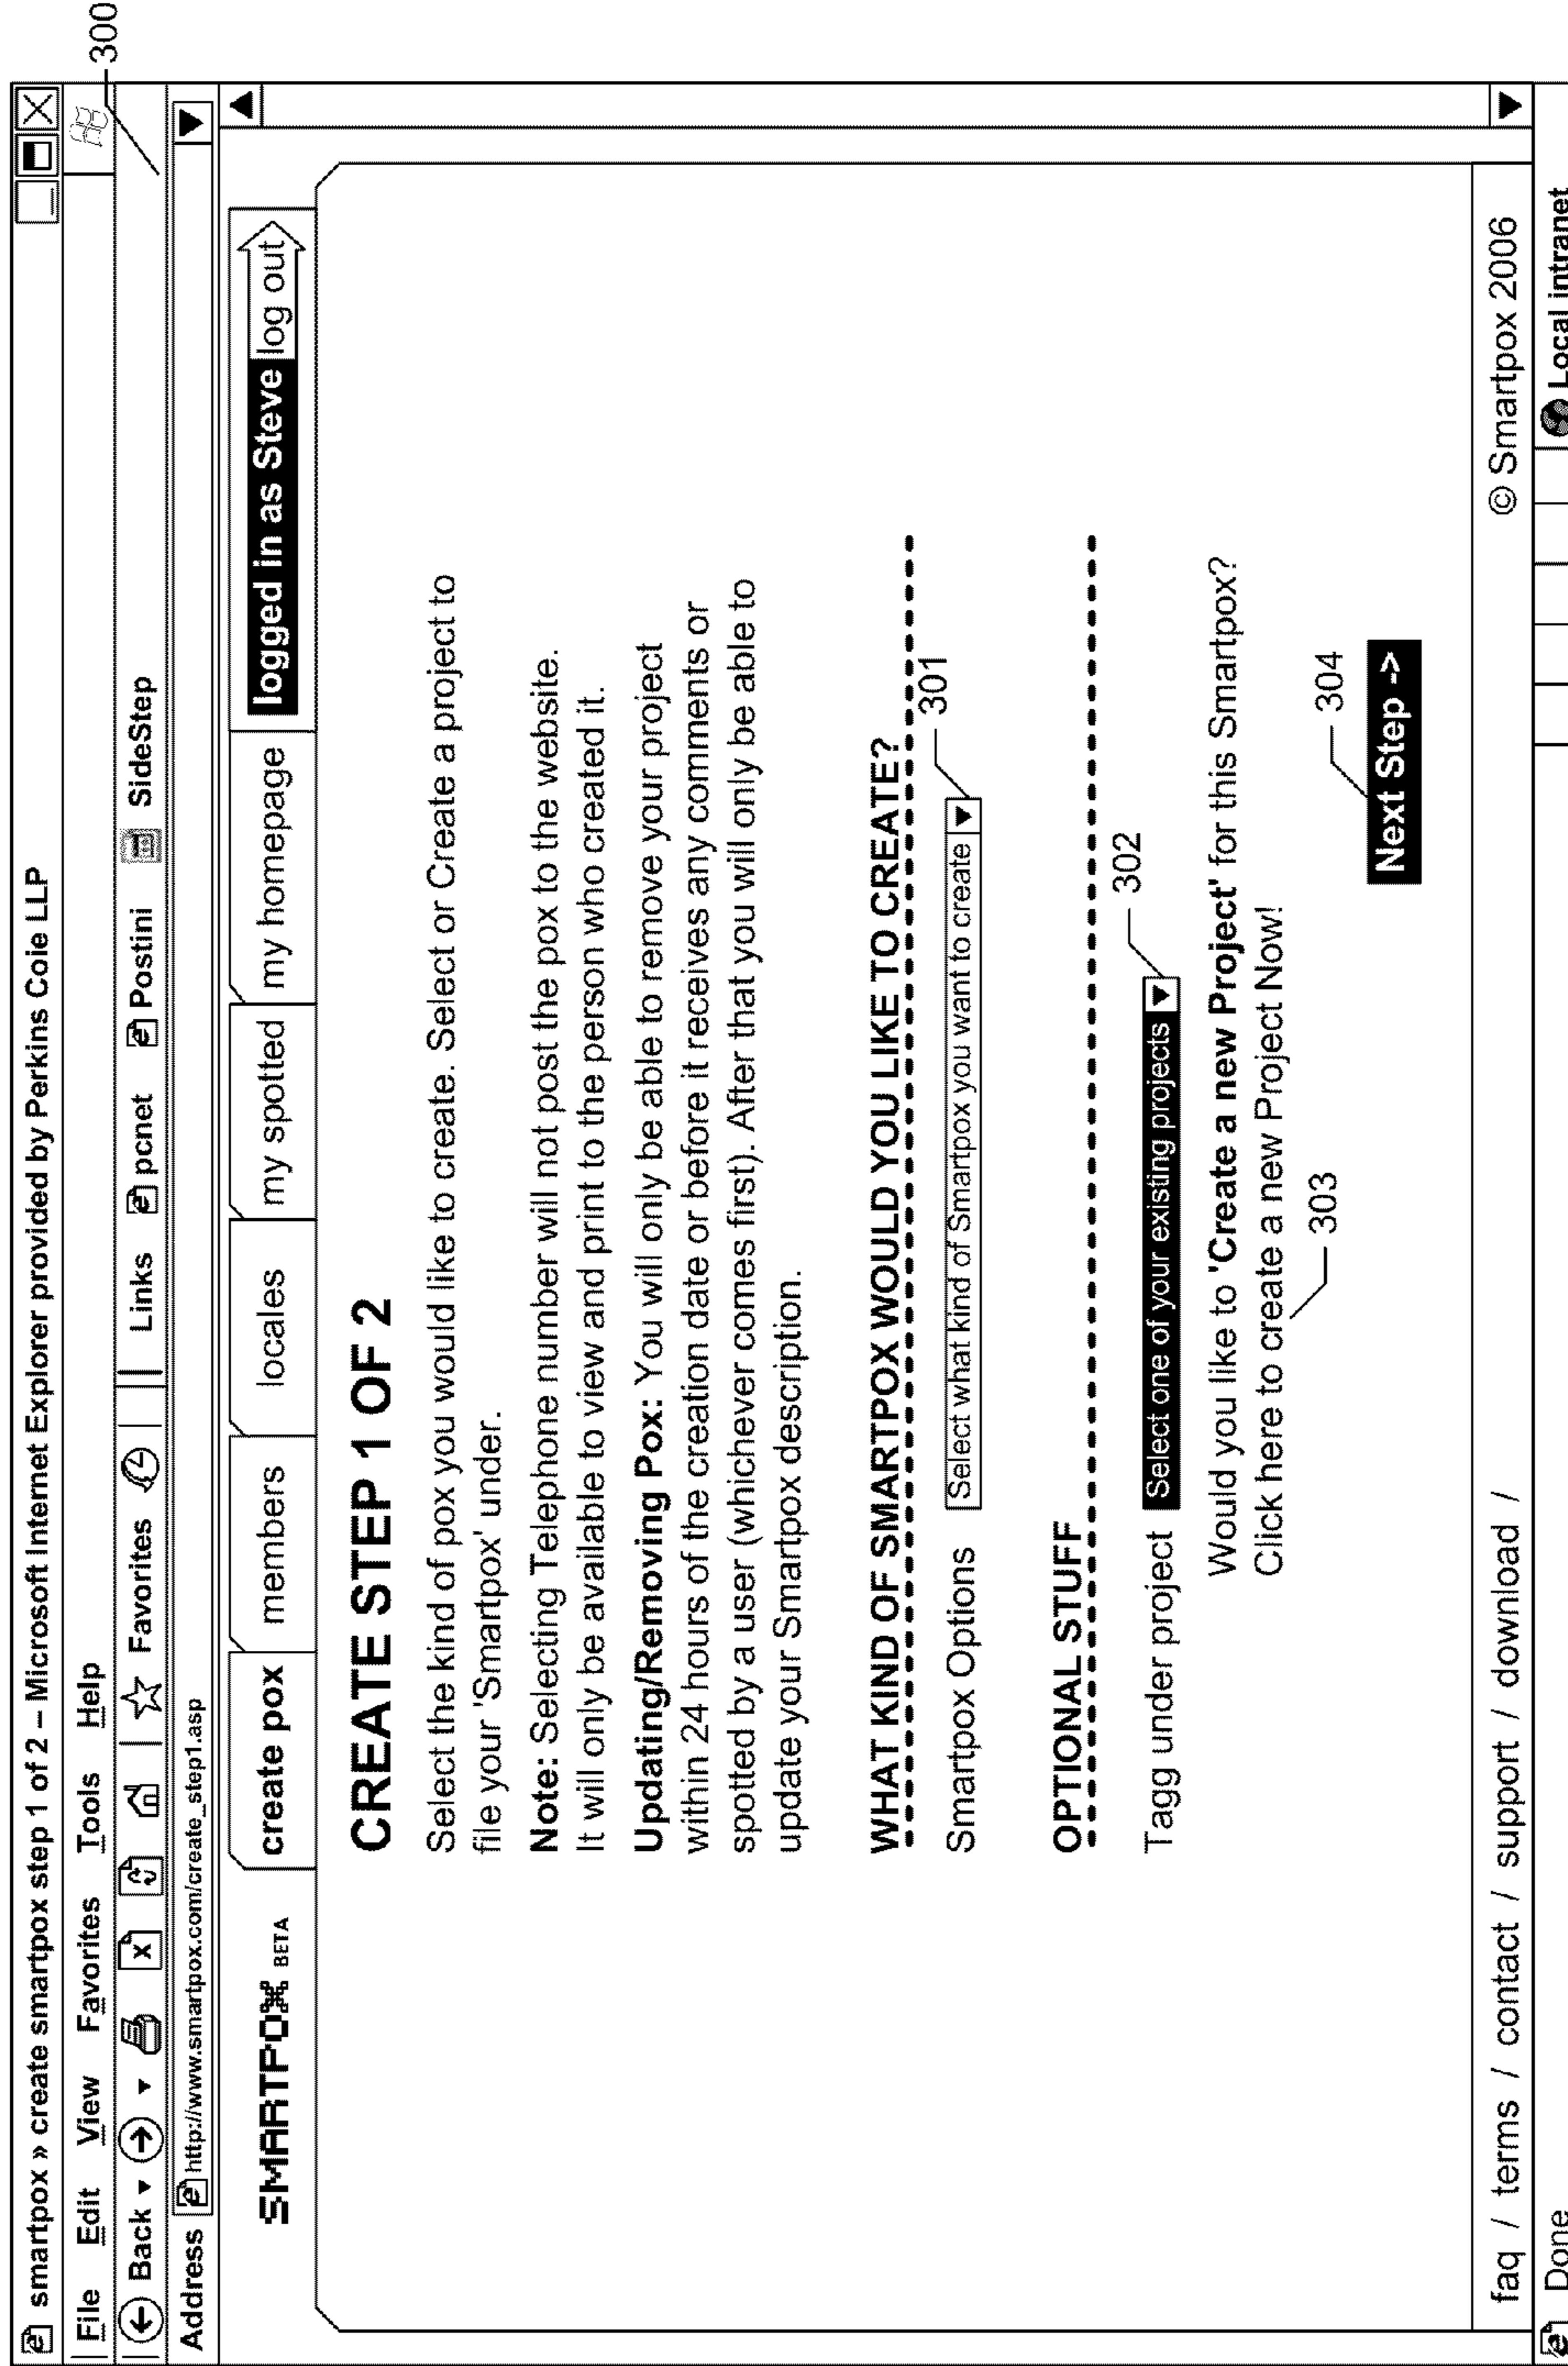 smartpox » create smartpox step 1 of 2 – Microsoft Internet Explorer provided by Perkins Coie LLP
File Edit View Favorites Tools Help
300
Back Favorites Links pcnet Postini SideStep
Address http://www.smartpox.com/create_step1.asp
SMARTPOX BETA create pox members locales my spotted my homepage logged in as Steve log out
CREATE STEP 1 OF 2
Select the kind of pox you would like to create. Select or Create a project to
file your 'Smartpox' under.
Note: Selecting Telephone number will not post the pox to the website.
It will only be available to view and print to the person who created it.
Updating/Removing Pox: You will only be able to remove your project
within 24 hours of the creation date or before it receives any comments or
spotted by a user (whichever comes first). After that you will only be able to
update your Smartpox description.
WHAT KIND OF SMARTPOX WOULD YOU LIKE TO CREATE?
301
Smartpox Options Select what kind of Smartpox you want to create
OPTIONAL STUFF
302
Tagg under project Select one of your existing projects
Would you like to 'Create a new Project' for this Smartpox?
Click here to create a new Project Now!
303
304
Next Step ->
faq / terms / contact / support / download / © Smartpox 2006
Done Local intranet